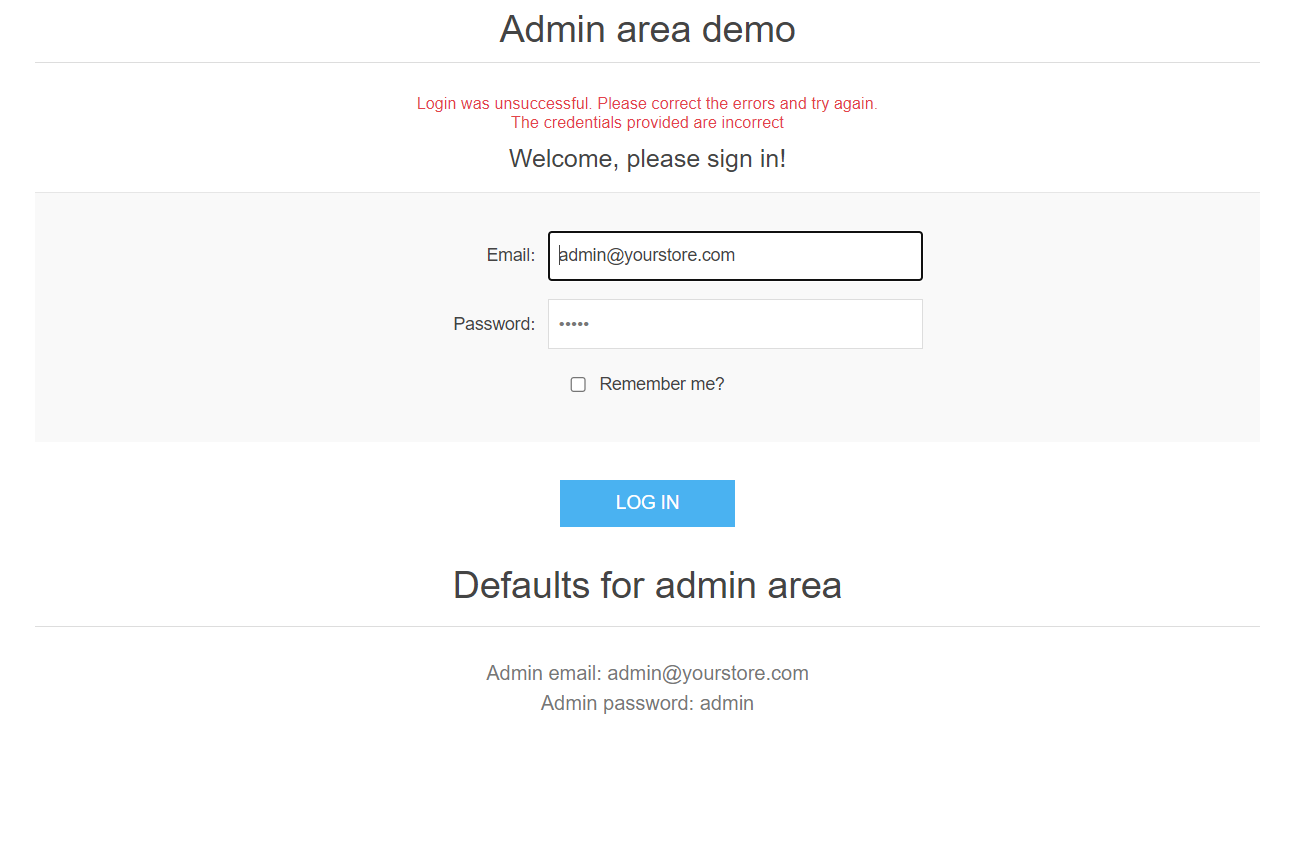 Admin area demo
Login was unsuccessful. Please correct the errors and try again.
The credentials provided are incorrect
Welcome, please sign in!
Email: admin@yourstore.com
Password: •••••
Remember me?
LOG IN
Defaults for admin area
Admin email: admin@yourstore.com
Admin password: admin